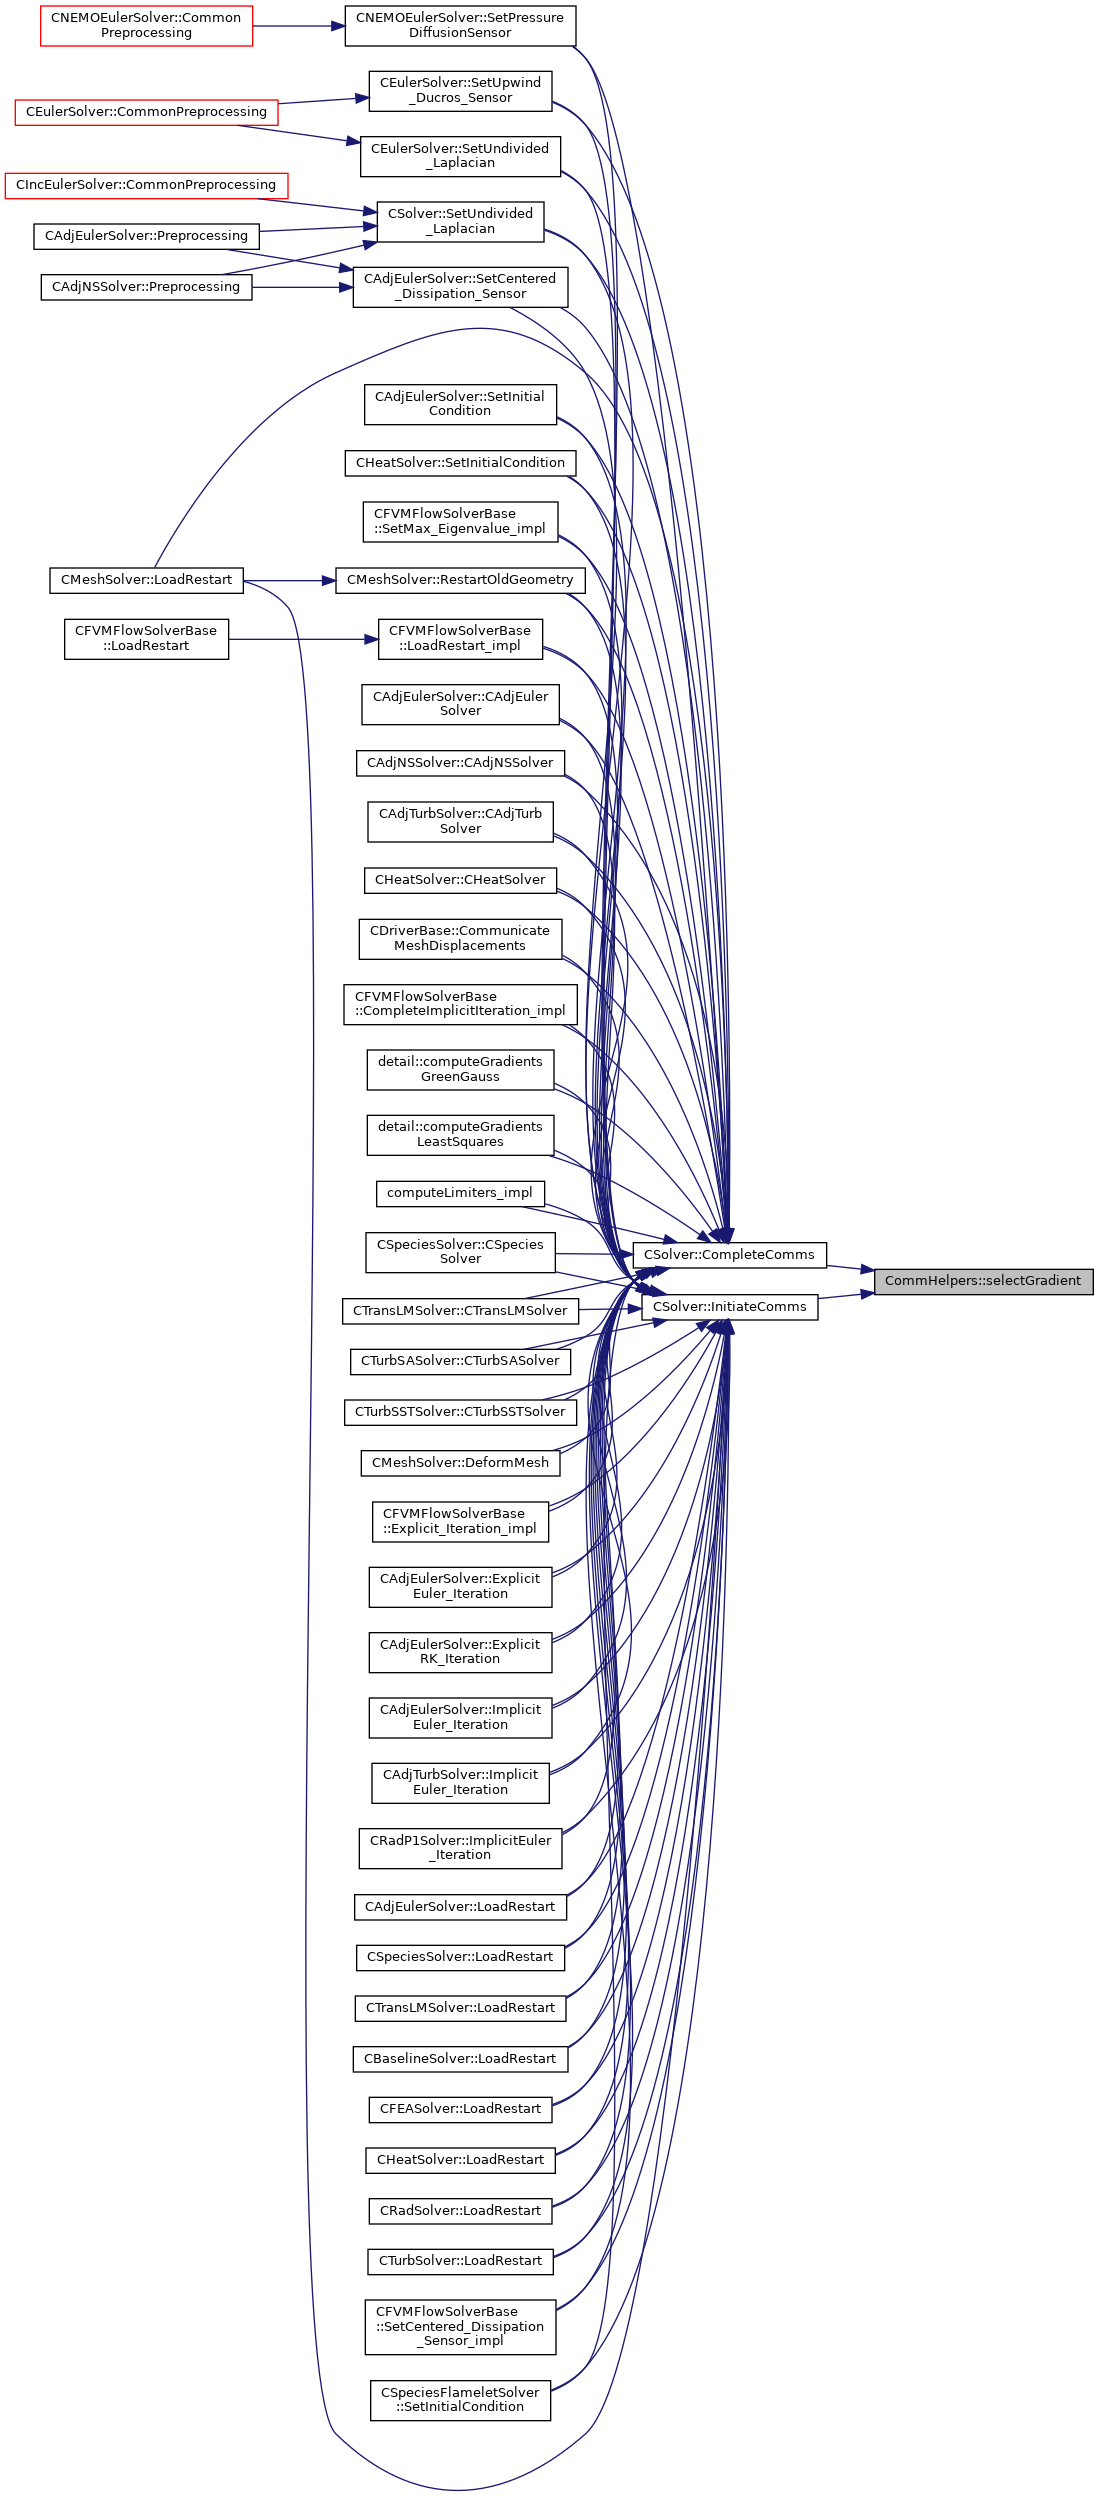 CNEMOEulerSolver::Common
Preprocessing
CNEMOEulerSolver::SetPressure
DiffusionSensor
CEulerSolver::SetUpwind
_Ducros_Sensor
CEulerSolver::CommonPreprocessing
CEulerSolver::SetUndivided
_Laplacian
CIncEulerSolver::CommonPreprocessing
CSolver::SetUndivided
_Laplacian
CAdjEulerSolver::Preprocessing
CAdjNSSolver::Preprocessing
CAdjEulerSolver::SetCentered
_Dissipation_Sensor
CAdjEulerSolver::SetInitial
Condition
CHeatSolver::SetInitialCondition
CFVMFlowSolverBase
::SetMax_Eigenvalue_impl
CMeshSolver::LoadRestart
CMeshSolver::RestartOldGeometry
CFVMFlowSolverBase
::LoadRestart
CFVMFlowSolverBase
::LoadRestart_impl
CAdjEulerSolver::CAdjEuler
Solver
CAdjNSSolver::CAdjNSSolver
CAdjTurbSolver::CAdjTurb
Solver
CHeatSolver::CHeatSolver
CDriverBase::Communicate
MeshDisplacements
CFVMFlowSolverBase
::CompleteImplicitIteration_impl
detail::computeGradients
GreenGauss
detail::computeGradients
LeastSquares
computeLimiters_impl
CSpeciesSolver::CSpecies
Solver
CSolver::CompleteComms
CommHelpers::selectGradient
CSolver::InitiateComms
CTransLMSolver::CTransLMSolver
CTurbSASolver::CTurbSASolver
CTurbSSTSolver::CTurbSSTSolver
CMeshSolver::DeformMesh
CFVMFlowSolverBase
::Explicit_Iteration_impl
CAdjEulerSolver::Explicit
Euler_Iteration
CAdjEulerSolver::Explicit
RK_Iteration
CAdjEulerSolver::Implicit
Euler_Iteration
CAdjTurbSolver::Implicit
Euler_Iteration
CRadP1Solver::ImplicitEuler
_Iteration
CAdjEulerSolver::LoadRestart
CSpeciesSolver::LoadRestart
CTransLMSolver::LoadRestart
CBaselineSolver::LoadRestart
CFEASolver::LoadRestart
CHeatSolver::LoadRestart
CRadSolver::LoadRestart
CTurbSolver::LoadRestart
CFVMFlowSolverBase
::SetCentered_Dissipation
_Sensor_impl
CSpeciesFlameletSolver
::SetInitialCondition